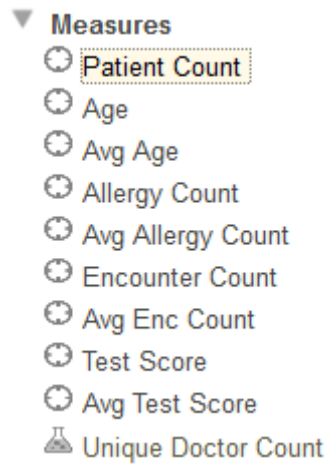 Measures
Patient Count
Age
Avg Age
Allergy Count
Avg Allergy Count
Encounter Count
Avg Enc Count
Test Score
Avg Test Score
Unique Doctor Count